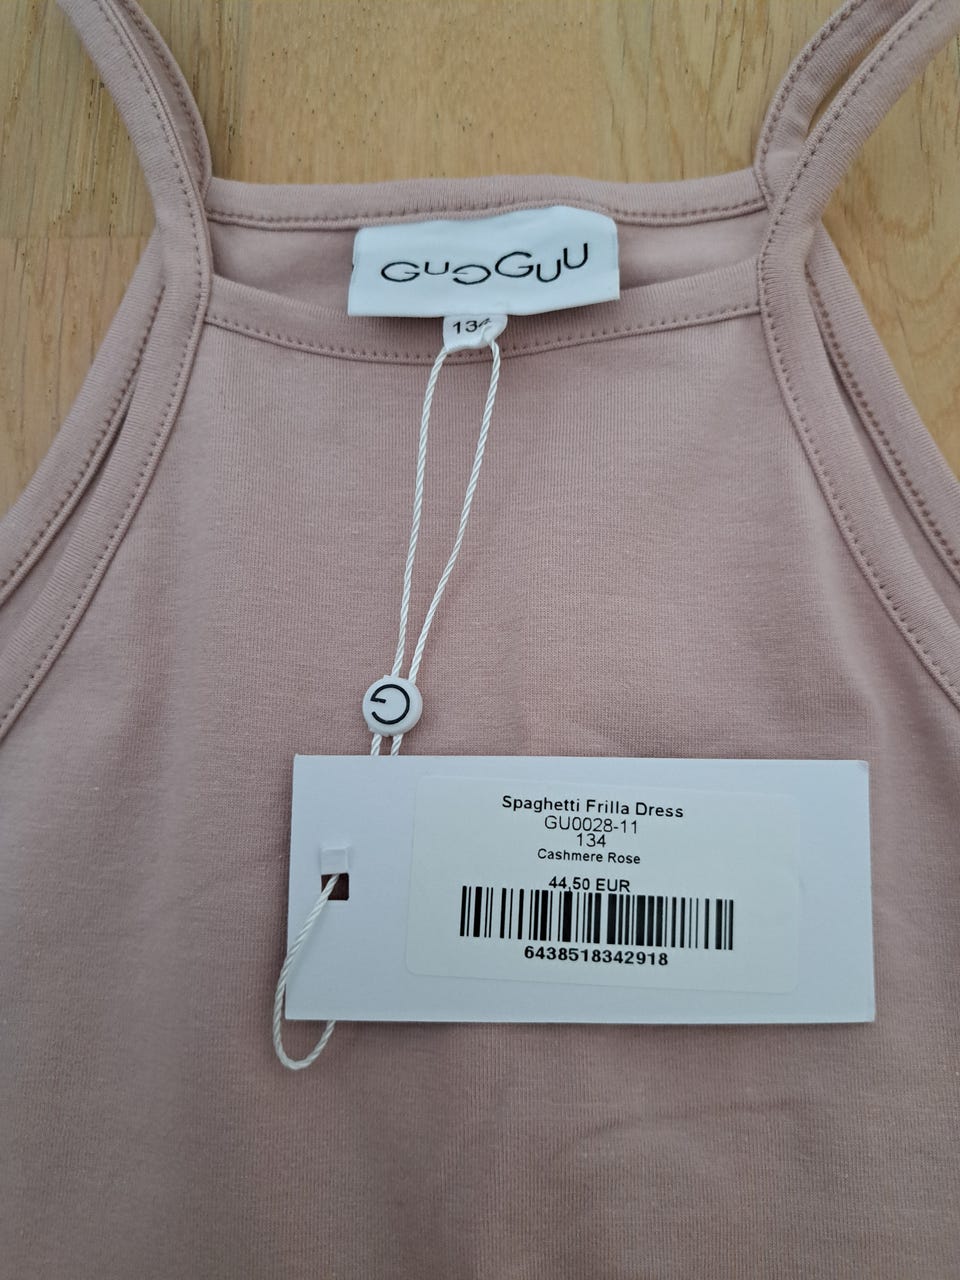 GUGGUU
134
G
Spaghetti Frilla Dress
GU0028-11
134
Cashmere Rose
44,50 EUR
6438518342918